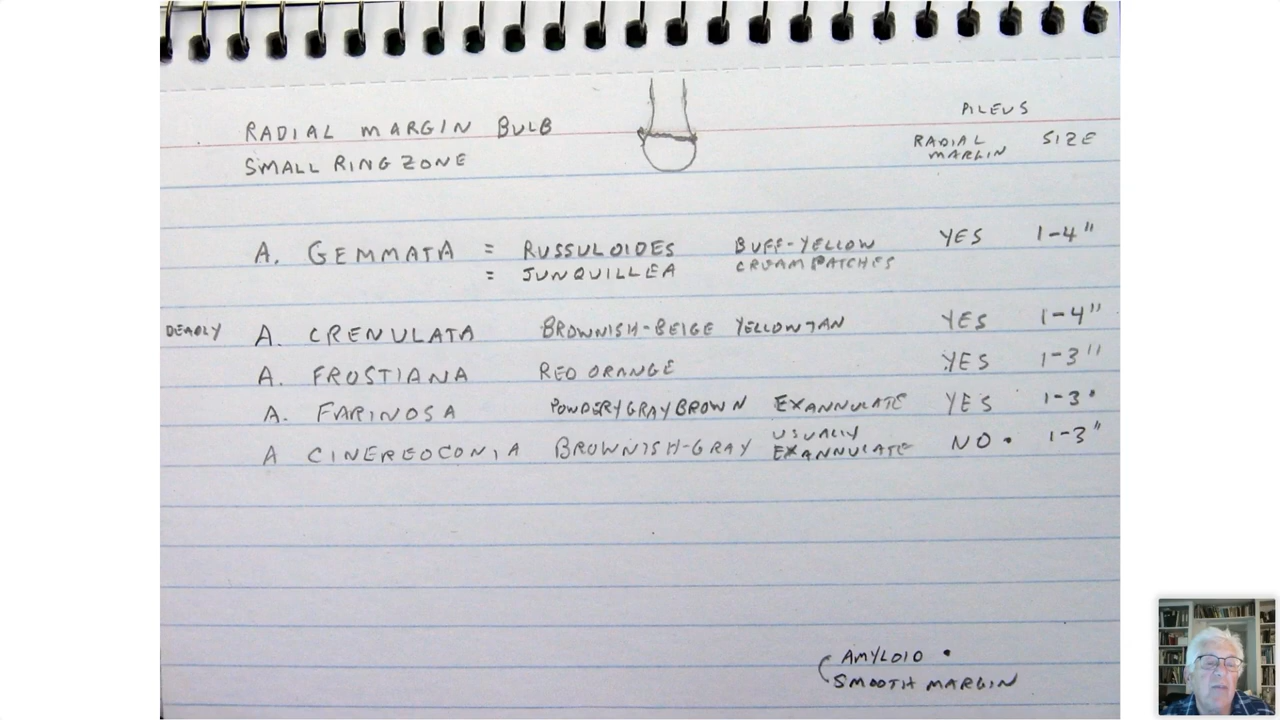 PILEUS
RADIAL MARGIN BULB
RADIAL MARGIN SIZE
SMALL RING ZONE
A. GEMMATA = RUSSULOIDES BUFF-YELLOW YES 1-4"
= JUNQUILLEA CREAM PATCHES
DEADLY A. CRENULATA BROWNISH-BEIGE YELLOWTAN YES 1-4"
A. FROSTIANA RED ORANGE YES 1-3"
A. FARINOSA POWDERY GRAY BROWN EXANNULATE YES 1-3"
A CINEREOCONIA BROWNISH-GRAY USUALLY EXANNULATE NO • 1-3"
AMYLOID •
SMOOTH MARGIN